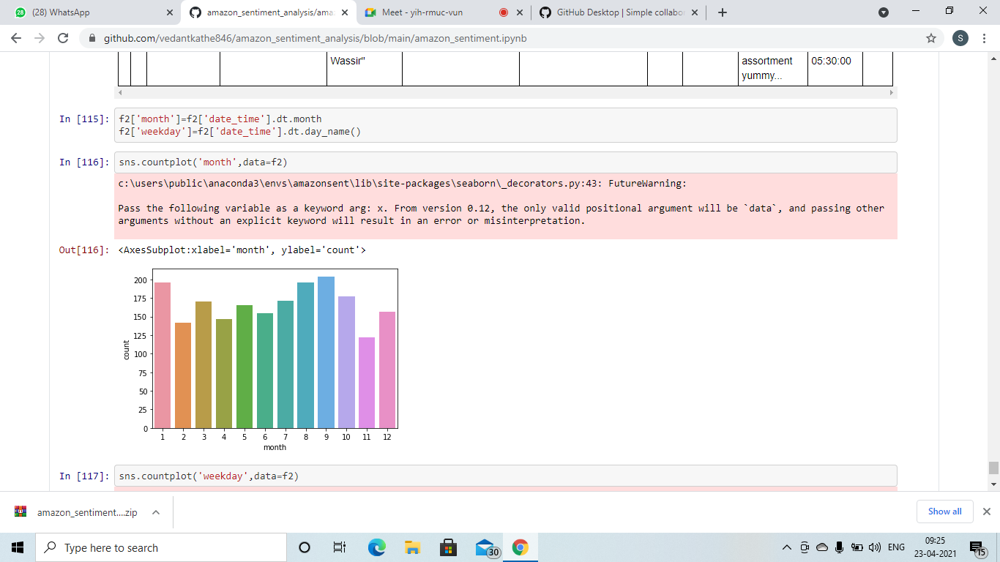 (28) WhatsApp
amazon_sentiment_analysis/ama
Meet - yih-rmuc-vun
GitHub Desktop | Simple collabo
github.com/vedantkathe846/amazon_sentiment_analysis/blob/main/amazon_sentiment.ipynb
S
Wassir"
assortment
yummy...
05:30:00
In [115]:
f2['month']=f2['date_time'].dt.month
f2['weekday']=f2['date_time'].dt.day_name()
In [116]:
sns.countplot('month',data=f2)
c:\users\public\anaconda3\envs\amazonsent\lib\site-packages\seaborn\_decorators.py:43: FutureWarning:
Pass the following variable as a keyword arg: x. From version 0.12, the only valid positional argument will be `data`, and passing other
arguments without an explicit keyword will result in an error or misinterpretation.
Out[116]:
<AxesSubplot:xlabel='month', ylabel='count'>
200
175
150
125
100
75
50
25
0
count
1 2 3 4 5 6 7 8 9 10 11 12
month
In [117]:
sns.countplot('weekday',data=f2)
amazon_sentiment....zip
Show all
Type here to search
30
ENG
09:25
23-04-2021
15